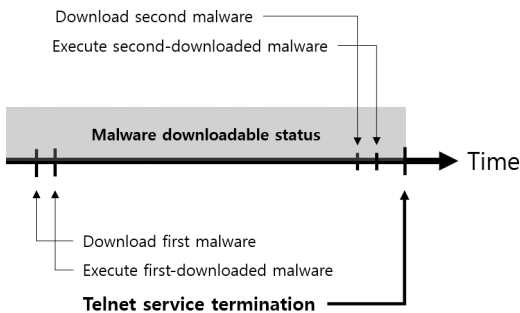 Download second malware
Execute second-downloaded malware
Malware downloadable status
Time
Download first malware
Execute first-downloaded malware
Telnet service termination